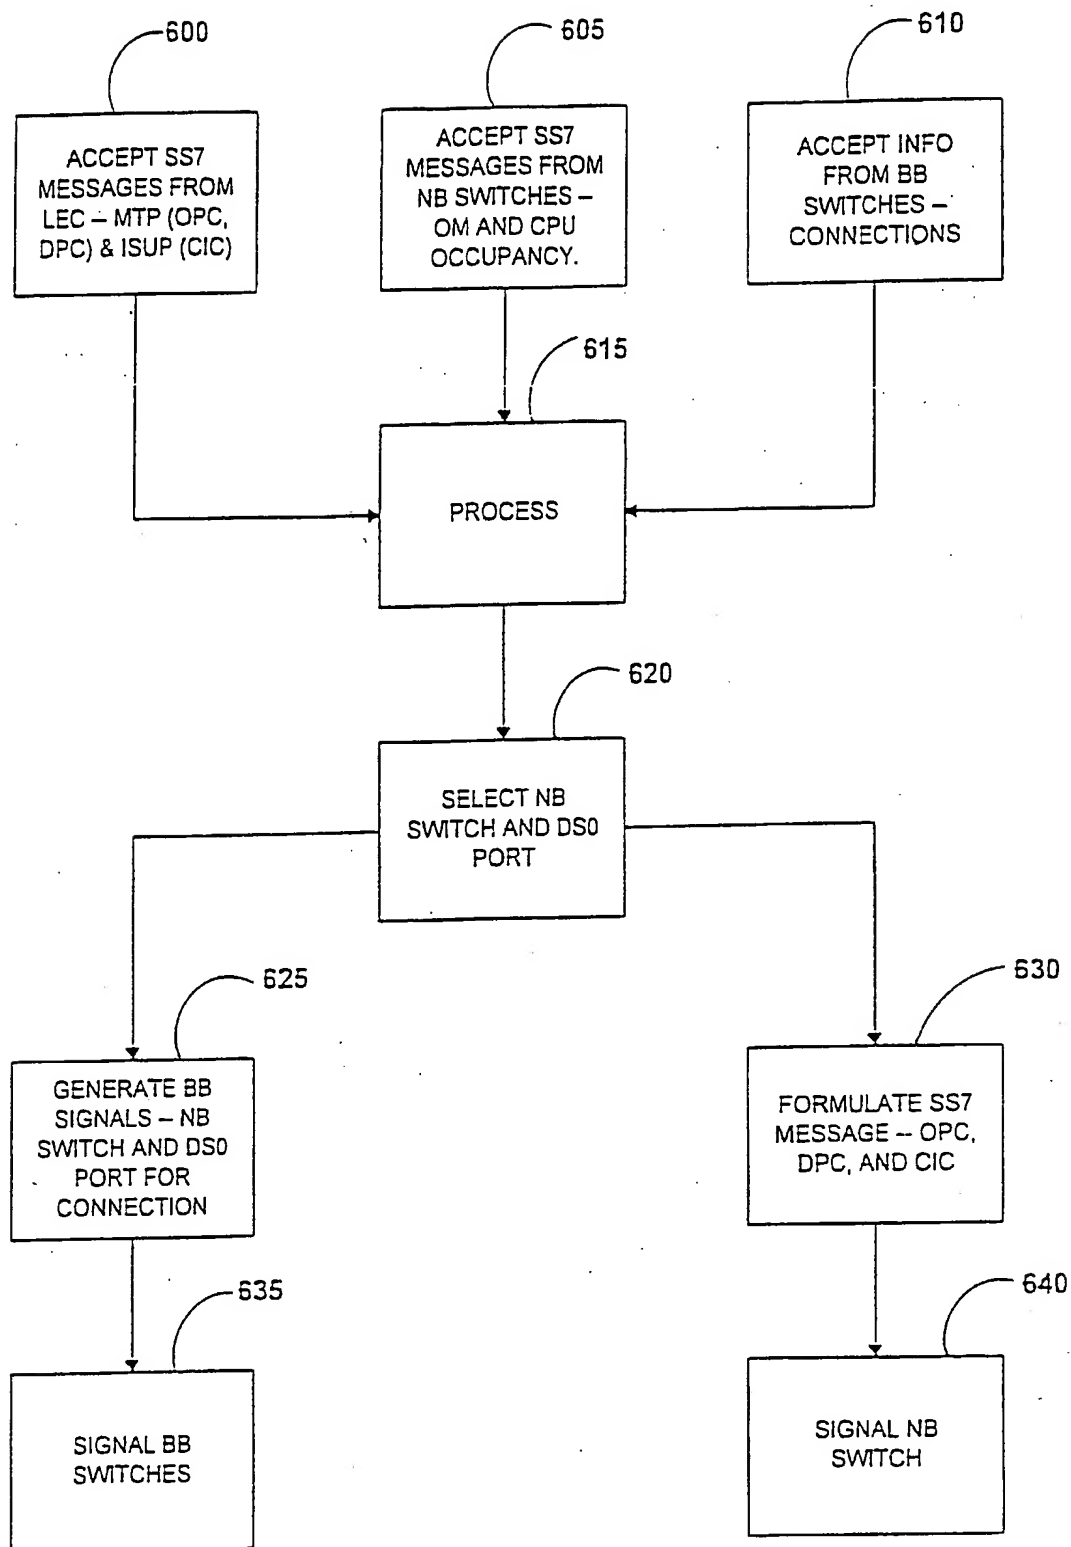 600
605
610
ACCEPT SS7
MESSAGES FROM
LEC – MTP (OPC,
DPC) & ISUP (CIC)
ACCEPT SS7
MESSAGES FROM
NB SWITCHES –
OM AND CPU
OCCUPANCY.
ACCEPT INFO
FROM BB
SWITCHES –
CONNECTIONS
615
PROCESS
620
SELECT NB
SWITCH AND DS0
PORT
625
630
GENERATE BB
SIGNALS – NB
SWITCH AND DS0
PORT FOR
CONNECTION
FORMULATE SS7
MESSAGE – OPC,
DPC, AND CIC
635
640
SIGNAL BB
SWITCHES
SIGNAL NB
SWITCH